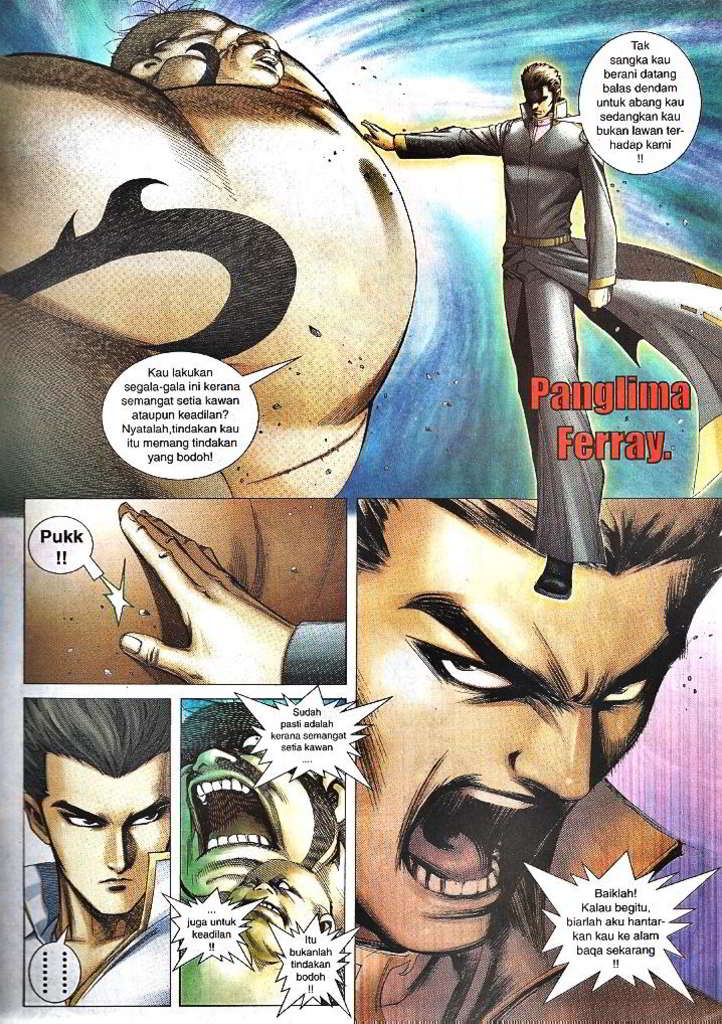 Tak
sangka kau
berani datang
balas dendam
untuk abang kau
sedangkan kau
bukan lawan ter-
hadap kami
!!
Kau lakukan
segala-gala ini kerana
semangat setia kawan
ataupun keadilan?
Nyatalah,tindakan kau
itu memang tindakan
yang bodoh!
Panglima
Ferray.
Pukk
!!
Sudah
pasti adalah
kerana semangat
setia kawan
....
...
juga untuk
keadilan
!!
Itu
bukanlah
tindakan
bodoh
!!
Baiklah!
Kalau begitu,
biarlah aku hantar-
kan kau ke alam
baqa sekarang
!!